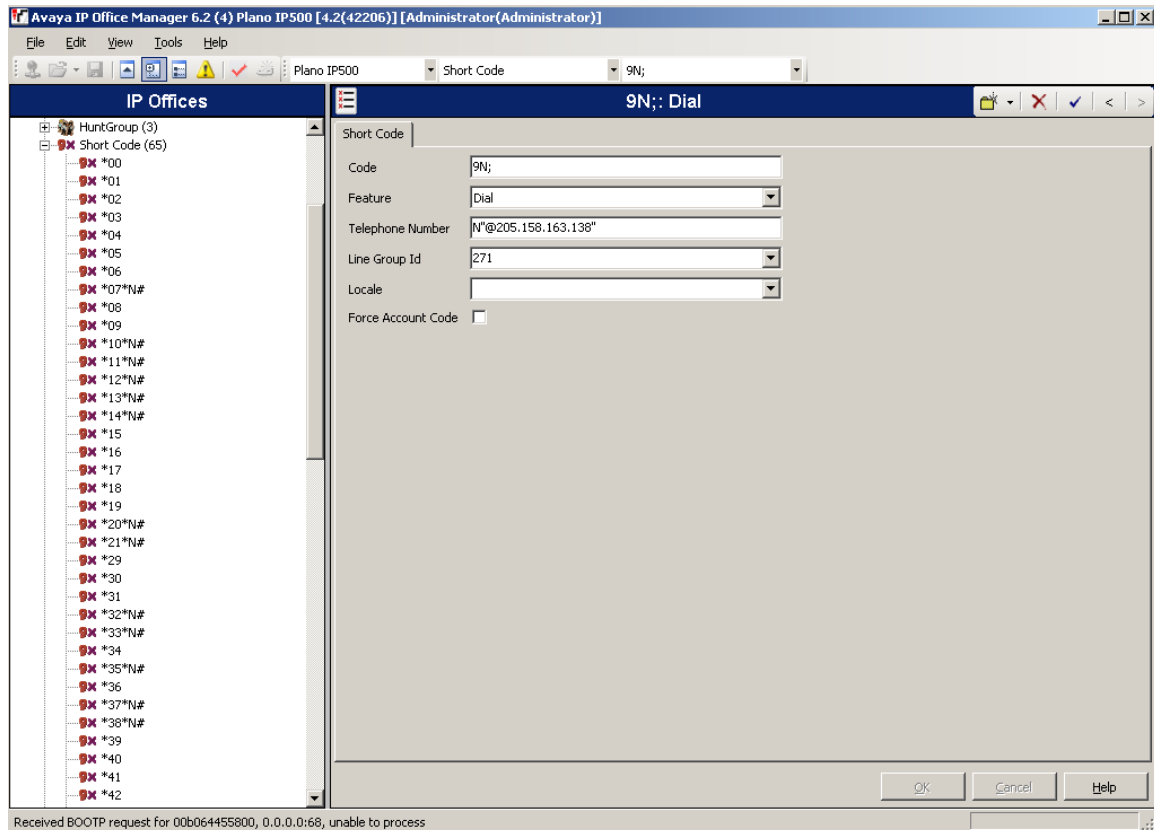 Avaya IP Office Manager 6.2 (4) Plano IP500 [4.2(42206)] [Administrator(Administrator)]
File Edit View Tools Help
Plano IP500 Short Code 9N;
IP Offices
HuntGroup (3)
Short Code (65)
*00
*01
*02
*03
*04
*05
*06
*07*N#
*08
*09
*10*N#
*11*N#
*12*N#
*13*N#
*14*N#
*15
*16
*17
*18
*19
*20*N#
*21*N#
*29
*30
*31
*32*N#
*33*N#
*34
*35*N#
*36
*37*N#
*38*N#
*39
*40
*41
*42
9N;: Dial
Short Code
Code 9N;
Feature Dial
Telephone Number N"@205.158.163.138"
Line Group Id 271
Locale
Force Account Code
OK Cancel Help
Received BOOTP request for 00b064455800, 0.0.0.0:68, unable to process